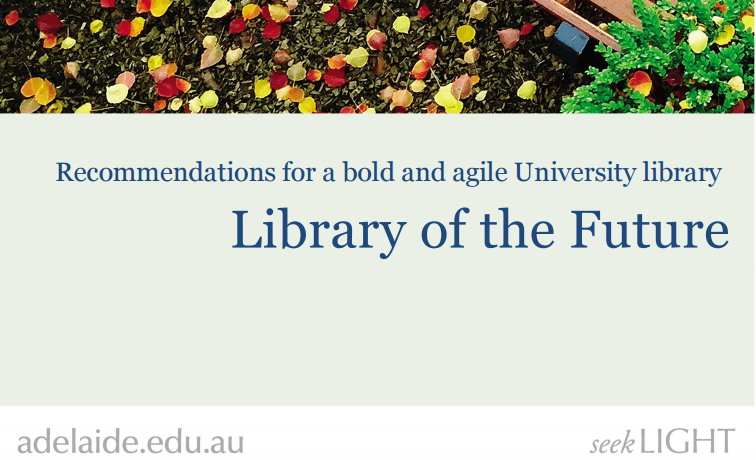 Recommendations for a bold and agile University library
Library of the Future
adelaide.edu.au
seek LIGHT